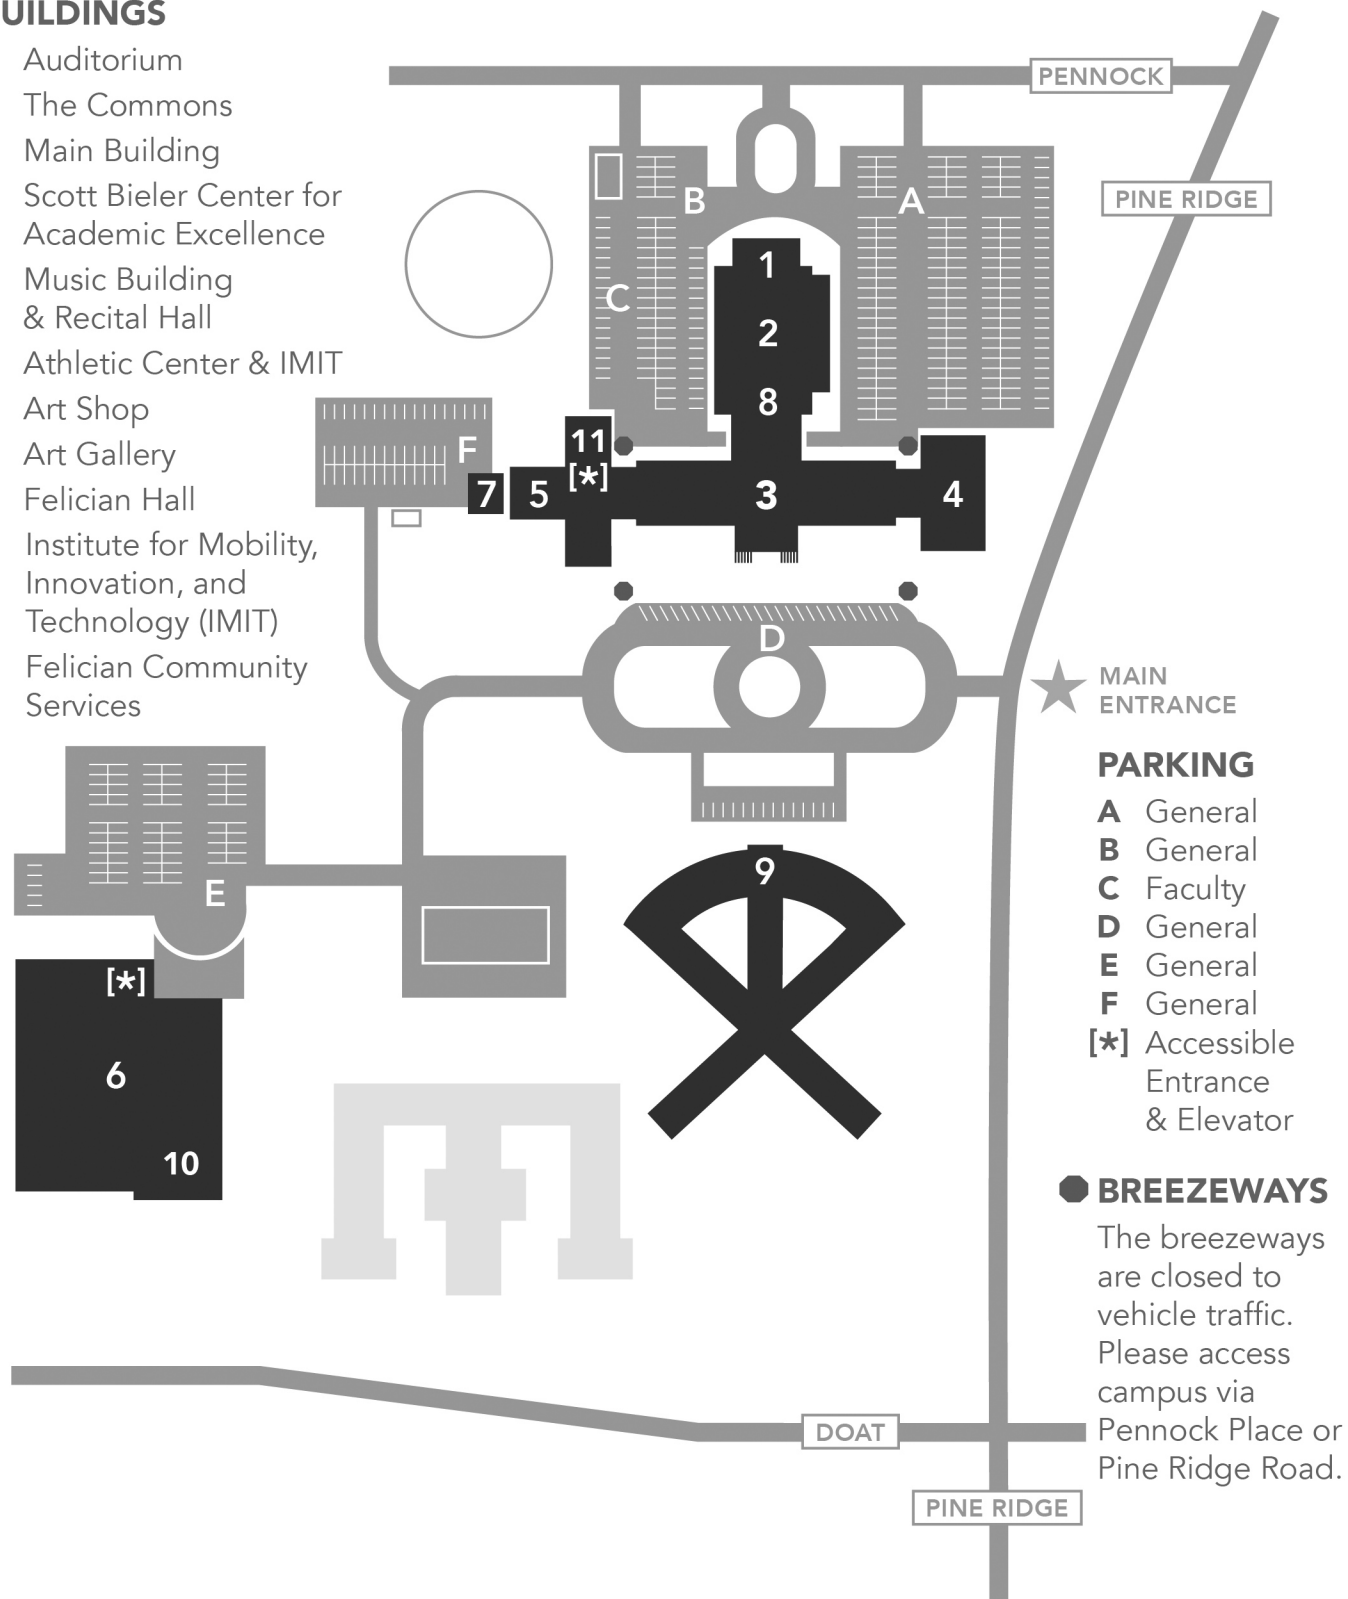 UILDINGS
Auditorium
The Commons
Main Building
Scott Bieler Center for
Academic Excellence
Music Building
& Recital Hall
Athletic Center & IMIT
Art Shop
Art Gallery
Felician Hall
Institute for Mobility,
Innovation, and
Technology (IMIT)
Felician Community
Services
PENNOCK
PINE RIDGE
B
A
C
1
2
8
F
11
[*]
7
5
3
4
D
MAIN
ENTRANCE
E
9
[*]
6
10
PARKING
A General
B General
C Faculty
D General
E General
F General
[*] Accessible
Entrance
& Elevator
BREEZEWAYS
The breezeways
are closed to
vehicle traffic.
Please access
campus via
Pennock Place or
Pine Ridge Road.
DOAT
PINE RIDGE